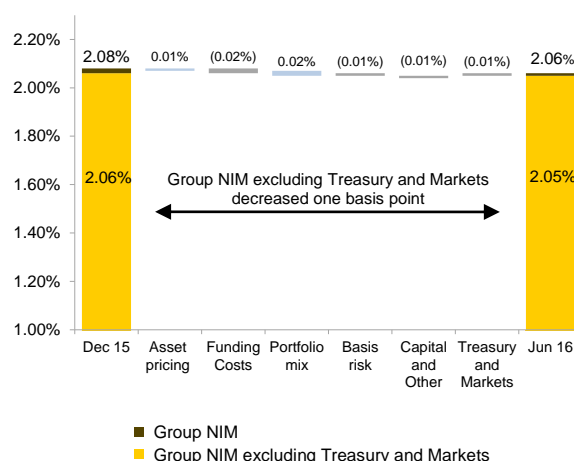 2.20%
2.00%
1.80%
1.60%
1.40%
1.20%
1.00%
2.08%
0.01%
(0.02%)
0.02%
(0.01%)
(0.01%)
(0.01%)
2.06%
2.06%
2.05%
Group NIM excluding Treasury and Markets
decreased one basis point
Dec 15
Asset
pricing
Funding
Costs
Portfolio
mix
Basis
risk
Capital
and
Other
Treasury
and
Markets
Jun 16
Group NIM
Group NIM excluding Treasury and Markets